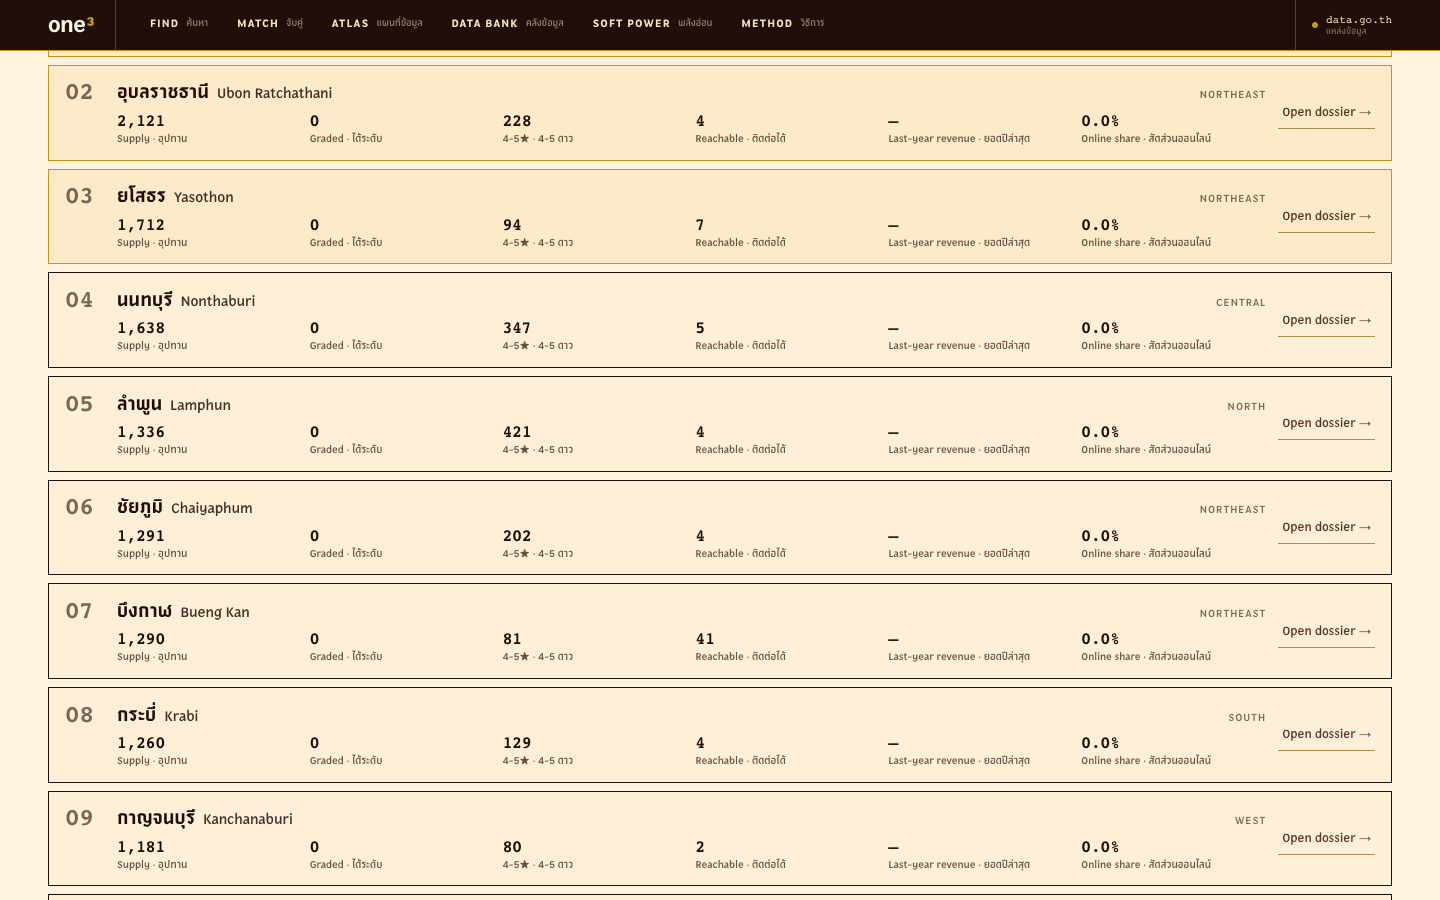 one³ FIND ค้นหา MATCH จับคู่ ATLAS แผนที่ข้อมูล DATA BANK คลังข้อมูล SOFT POWER พลังอ่อน METHOD วิธีการ data.go.th
แหล่งข้อมูล
02 อุบลราชธานี Ubon Ratchathani NORTHEAST
2,121 0 228 4 — 0.0% Open dossier →
Supply · อุปทาน Graded · ได้ระดับ 4-5★ · 4-5 ดาว Reachable · ติดต่อได้ Last-year revenue · ยอดปีล่าสุด Online share · สัดส่วนออนไลน์
03 ยโสธร Yasothon NORTHEAST
1,712 0 94 7 — 0.0% Open dossier →
Supply · อุปทาน Graded · ได้ระดับ 4-5★ · 4-5 ดาว Reachable · ติดต่อได้ Last-year revenue · ยอดปีล่าสุด Online share · สัดส่วนออนไลน์
04 นนทบุรี Nonthaburi CENTRAL
1,638 0 347 5 — 0.0% Open dossier →
Supply · อุปทาน Graded · ได้ระดับ 4-5★ · 4-5 ดาว Reachable · ติดต่อได้ Last-year revenue · ยอดปีล่าสุด Online share · สัดส่วนออนไลน์
05 ลำพูน Lamphun NORTH
1,336 0 421 4 — 0.0% Open dossier →
Supply · อุปทาน Graded · ได้ระดับ 4-5★ · 4-5 ดาว Reachable · ติดต่อได้ Last-year revenue · ยอดปีล่าสุด Online share · สัดส่วนออนไลน์
06 ชัยภูมิ Chaiyaphum NORTHEAST
1,291 0 202 4 — 0.0% Open dossier →
Supply · อุปทาน Graded · ได้ระดับ 4-5★ · 4-5 ดาว Reachable · ติดต่อได้ Last-year revenue · ยอดปีล่าสุด Online share · สัดส่วนออนไลน์
07 บึงกาฬ Bueng Kan NORTHEAST
1,290 0 81 41 — 0.0% Open dossier →
Supply · อุปทาน Graded · ได้ระดับ 4-5★ · 4-5 ดาว Reachable · ติดต่อได้ Last-year revenue · ยอดปีล่าสุด Online share · สัดส่วนออนไลน์
08 กระบี่ Krabi SOUTH
1,260 0 129 4 — 0.0% Open dossier →
Supply · อุปทาน Graded · ได้ระดับ 4-5★ · 4-5 ดาว Reachable · ติดต่อได้ Last-year revenue · ยอดปีล่าสุด Online share · สัดส่วนออนไลน์
09 กาญจนบุรี Kanchanaburi WEST
1,181 0 80 2 — 0.0% Open dossier →
Supply · อุปทาน Graded · ได้ระดับ 4-5★ · 4-5 ดาว Reachable · ติดต่อได้ Last-year revenue · ยอดปีล่าสุด Online share · สัดส่วนออนไลน์